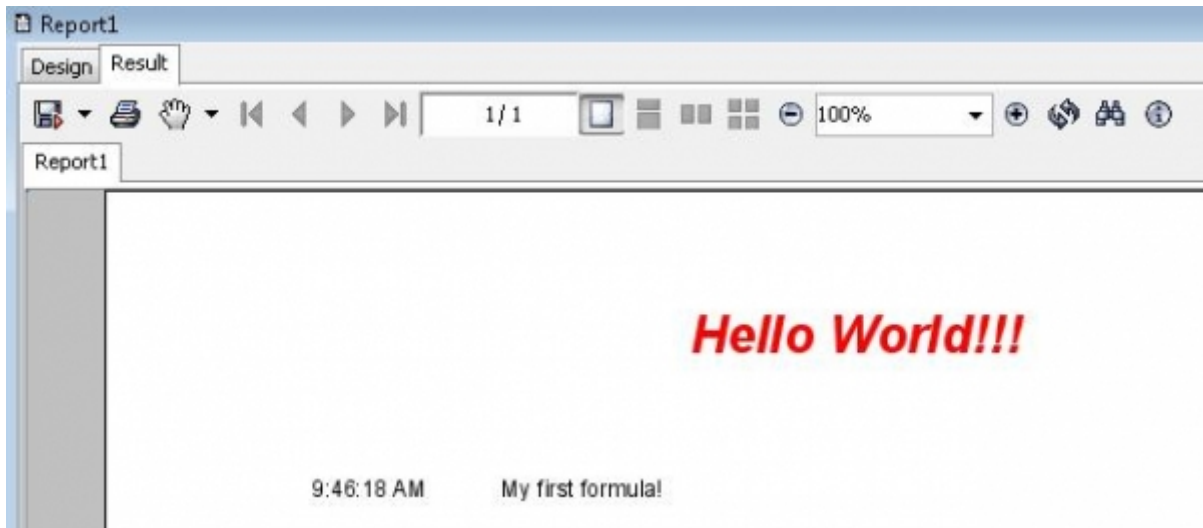 Report1
Design Result
1/ 1 100%
Report1
Hello World!!!
9:46:18 AM My first formula!